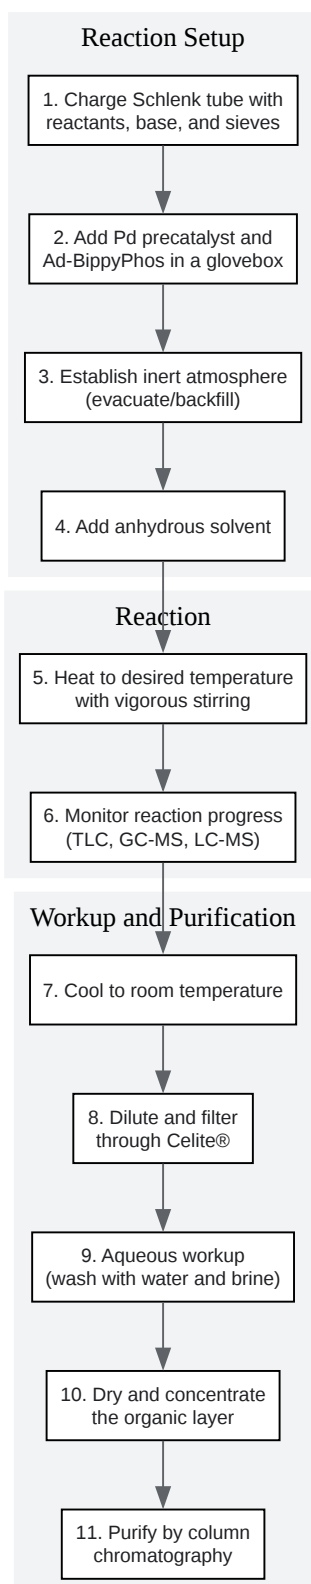 Reaction Setup
1. Charge Schlenk tube with
reactants, base, and sieves
2. Add Pd precatalyst and
Ad-BippyPhos in a glovebox
3. Establish inert atmosphere
(evacuate/backfill)
4. Add anhydrous solvent
Reaction
5. Heat to desired temperature
with vigorous stirring
6. Monitor reaction progress
(TLC, GC-MS, LC-MS)
Workup and Purification
7. Cool to room temperature
8. Dilute and filter
through Celite®
9. Aqueous workup
(wash with water and brine)
10. Dry and concentrate
the organic layer
11. Purify by column
chromatography